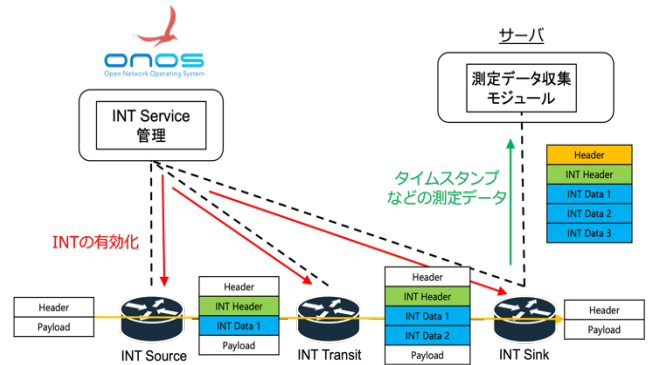 onos
Open Network Operating System
INT Service
管理
サーバ
測定データ収集
モジュール
タイムスタンプ
などの測定データ
Header
INT Header
INT Data 1
INT Data 2
INT Data 3
INTの有効化
Header
Payload
INT Source
Header
INT Header
INT Data 1
Payload
INT Transit
Header
INT Header
INT Data 1
INT Data 2
Payload
INT Sink
Header
Payload